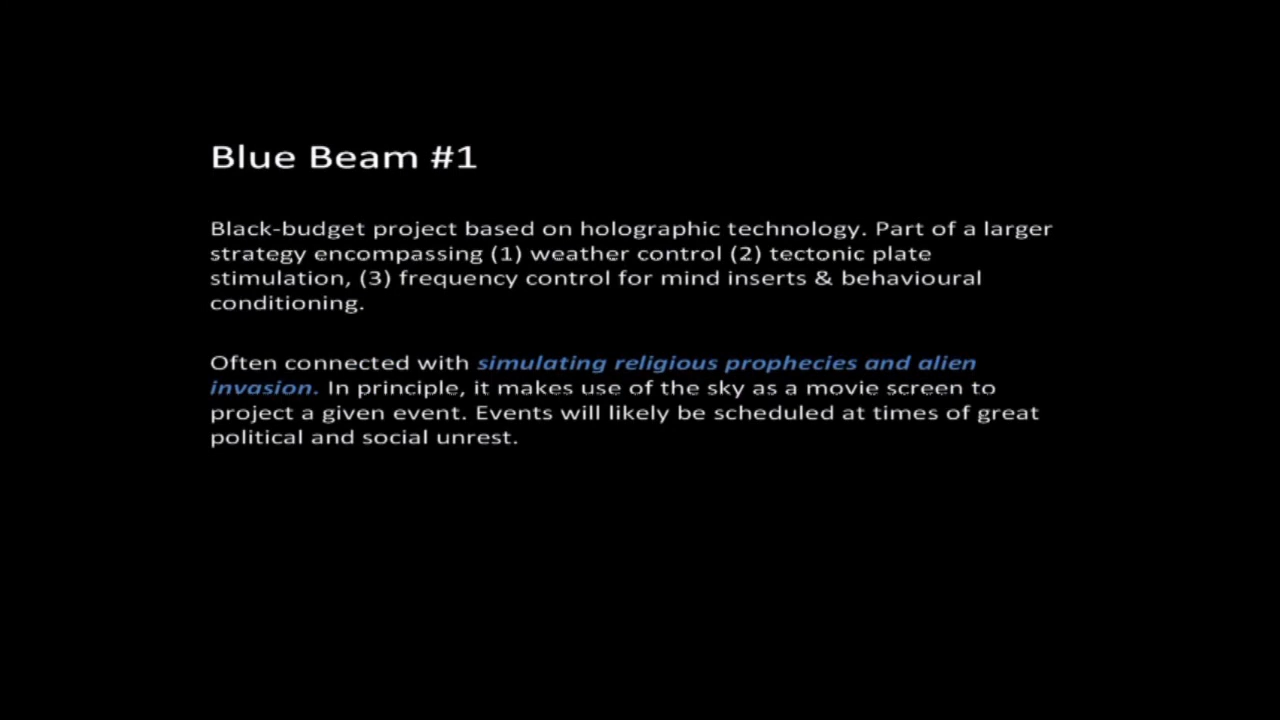 Blue Beam #1
Black-budget project based on holographic technology. Part of a larger
strategy encompassing (1) weather control (2) tectonic plate
stimulation, (3) frequency control for mind inserts & behavioural
conditioning.
Often connected with simulating religious prophecies and alien
invasion. In principle, it makes use of the sky as a movie screen to
project a given event. Events will likely be scheduled at times of great
political and social unrest.